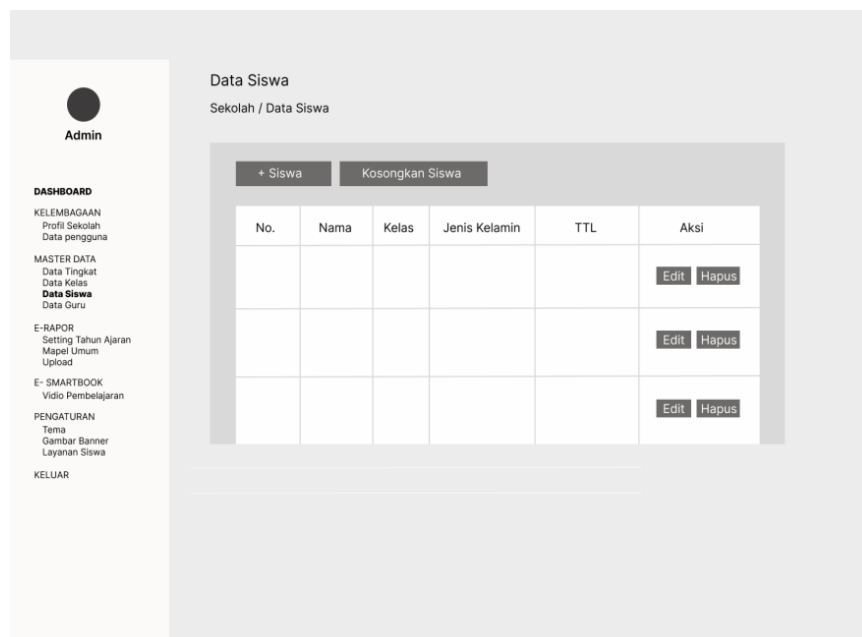 Admin
DASHBOARD
KELEMBAGAAN
Profil Sekolah
Data pengguna
MASTER DATA
Data Tingkat
Data Kelas
Data Siswa
Data Guru
E-RAPOR
Setting Tahun Ajaran
Mapel Umum
Upload
E- SMARTBOOK
Vidio Pembelajaran
PENGATURAN
Tema
Gambar Banner
Layanan Siswa
KELUAR
Data Siswa
Sekolah / Data Siswa
+ Siswa Kosongkan Siswa
No. Nama Kelas Jenis Kelamin TTL Aksi
Edit Hapus
Edit Hapus
Edit Hapus